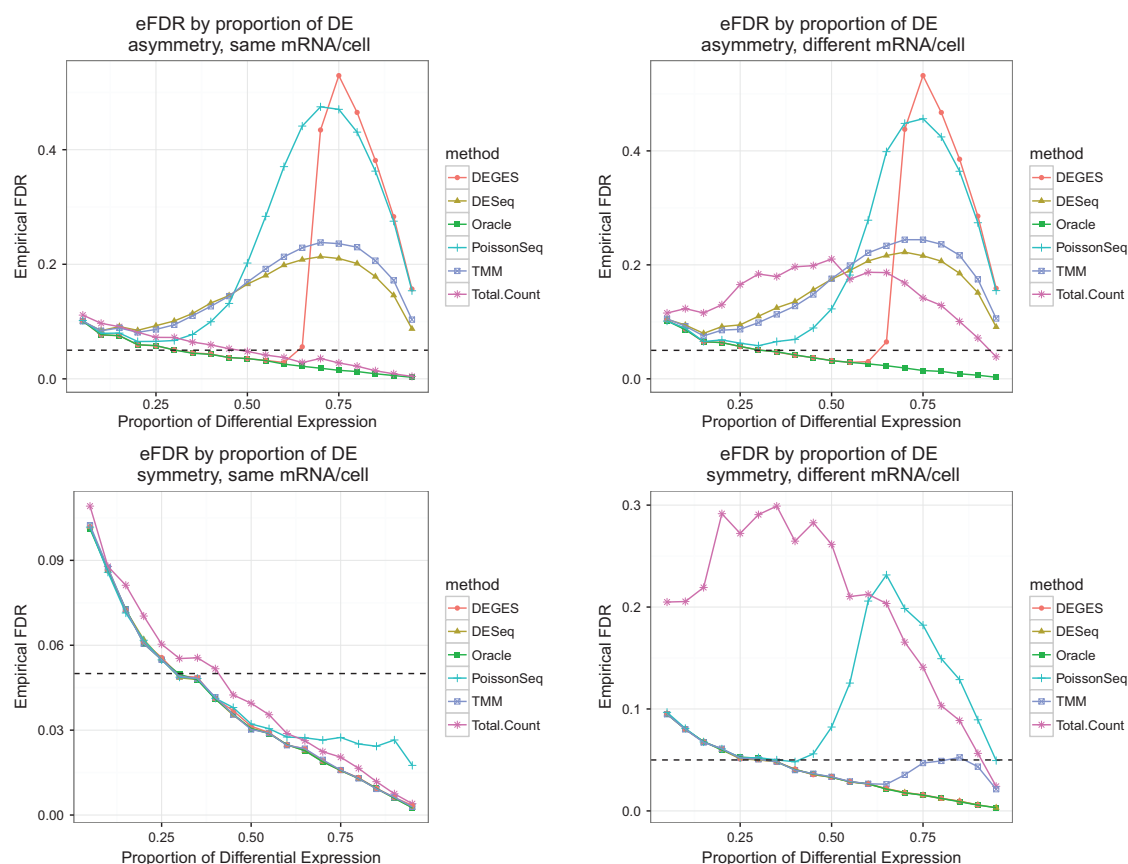 eFDR by proportion of DE
asymmetry, same mRNA/cell
Empirical FDR
0.4
0.2
0.0
0.25
0.50
0.75
Proportion of Differential Expression
method
DEGES
DESeq
Oracle
PoissonSeq
TMM
Total.Count
eFDR by proportion of DE
asymmetry, different mRNA/cell
Empirical FDR
0.4
0.2
0.0
0.25
0.50
0.75
Proportion of Differential Expression
method
DEGES
DESeq
Oracle
PoissonSeq
TMM
Total.Count
eFDR by proportion of DE
symmetry, same mRNA/cell
Empirical FDR
0.09
0.06
0.03
0.00
0.25
0.50
0.75
Proportion of Differential Expression
method
DEGES
DESeq
Oracle
PoissonSeq
TMM
Total.Count
eFDR by proportion of DE
symmetry, different mRNA/cell
Empirical FDR
0.3
0.2
0.1
0.0
0.25
0.50
0.75
Proportion of Differential Expression
method
DEGES
DESeq
Oracle
PoissonSeq
TMM
Total.Count